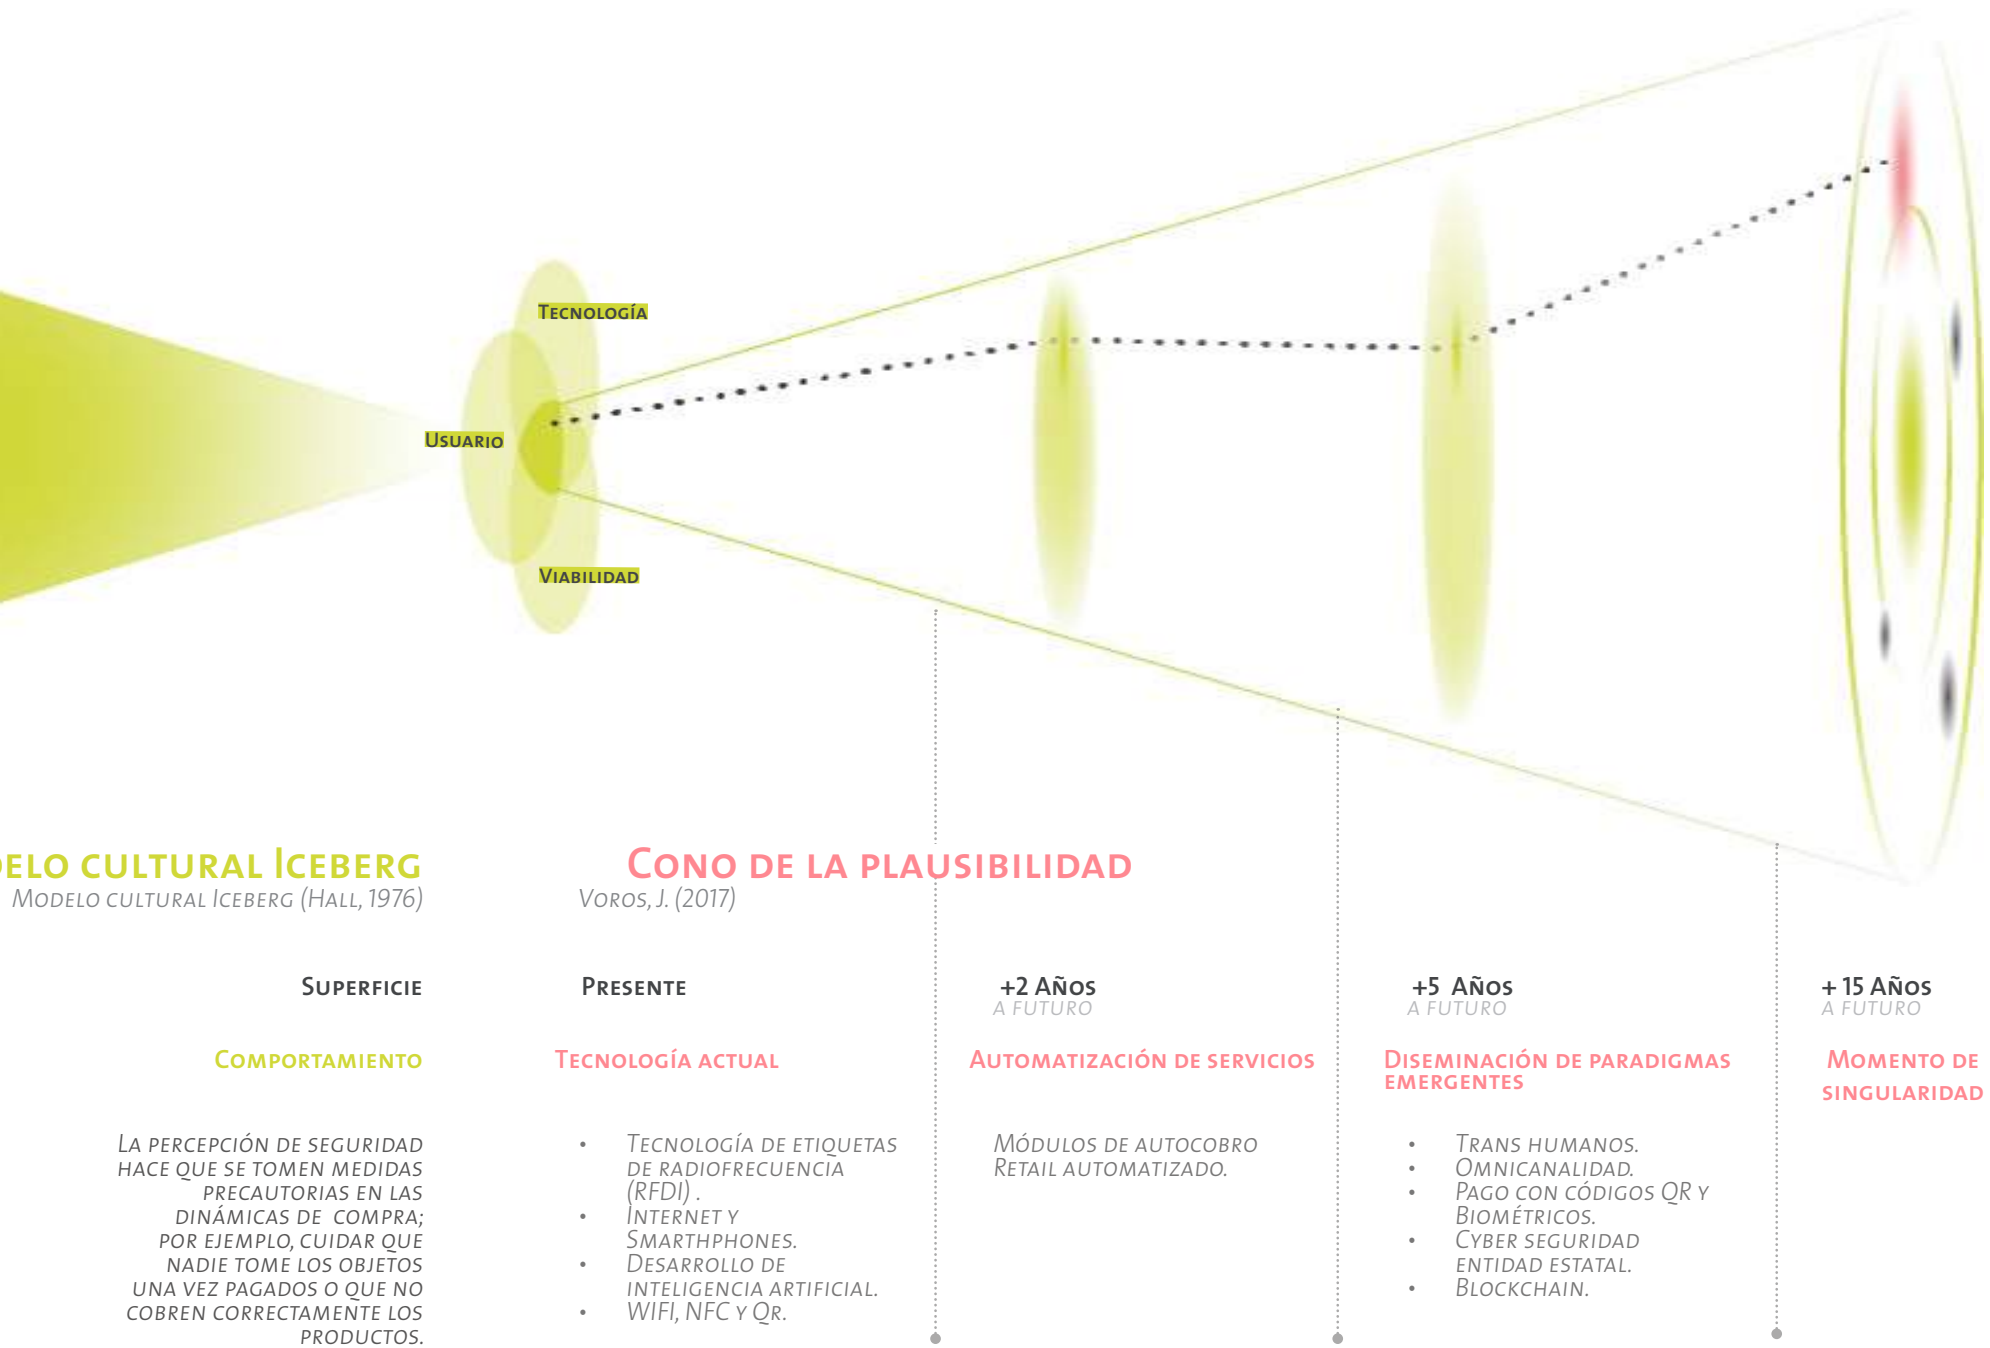 Tecnología
Usuario
Viabilidad
elo cultural Iceberg
Modelo cultural Iceberg (Hall, 1976)
Superficie
Comportamiento
La percepción de seguridad
hace que se tomen medidas
precautorias en las
dinámicas de compra;
por ejemplo, cuidar que
nadie tome los objetos
una vez pagados o que no
cobren correctamente los
productos.
Cono de la plausibilidad
Voros, J. (2017)
Presente
Tecnología actual
• Tecnología de etiquetas
de radiofrecuencia
(RFDI) .
• Internet y
Smarthphones.
• Desarrollo de
inteligencia artificial.
• WIFI, NFC y Qr.
+2 Años
a futuro
Automatización de servicios
Módulos de autocobro
Retail automatizado.
+5 Años
a futuro
Diseminación de paradigmas
emergentes
• Trans humanos.
• Omnicanalidad.
• Pago con códigos QR y
Biométricos.
• Cyber seguridad
entidad estatal.
• Blockchain.
+ 15 Años
a futuro
Momento de
singularidad